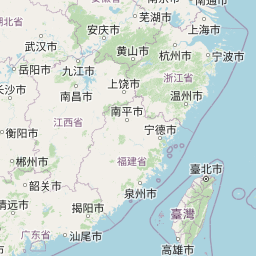 南京市
南通市
湖北省
芜湖市
上海市
安庆市
武汉市
黄山市
杭州市
宁波市
岳阳市
九江市
上饶市
浙江省
长沙市
南昌市
温州市
南平市
江西省
宁德市
衡阳市
福建省
郴州市
臺北市
韶关市
泉州市
清远市
揭阳市
臺灣
广东省
汕尾市
高雄市